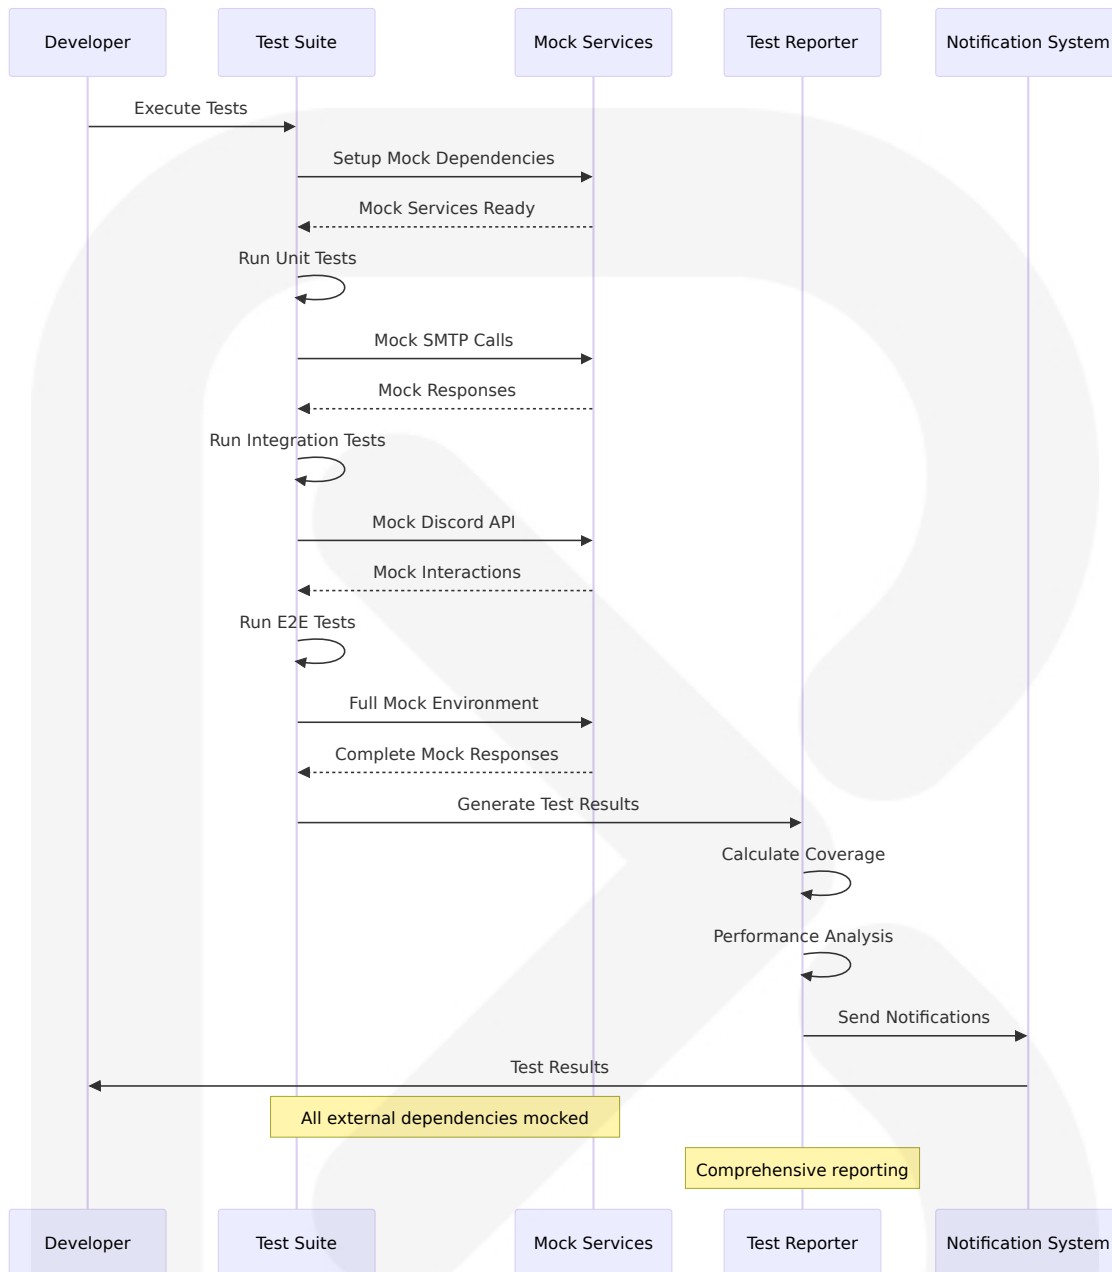 Developer
Test Suite
Mock Services
Test Reporter
Notification System
Execute Tests
Setup Mock Dependencies
Mock Services Ready
Run Unit Tests
Mock SMTP Calls
Mock Responses
Run Integration Tests
Mock Discord API
Mock Interactions
Run E2E Tests
Full Mock Environment
Complete Mock Responses
Generate Test Results
Calculate Coverage
Performance Analysis
Send Notifications
Test Results
All external dependencies mocked
Comprehensive reporting
Developer
Test Suite
Mock Services
Test Reporter
Notification System